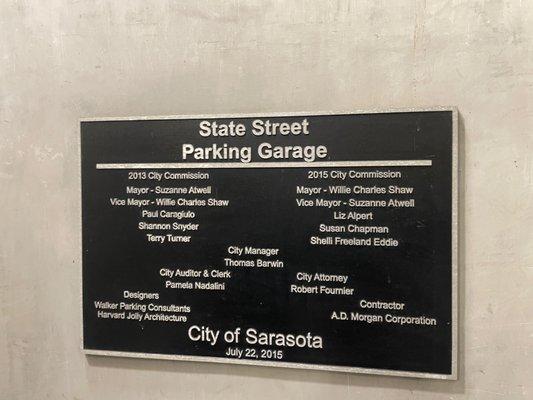 State Street
Parking Garage
2013 City Commission
Mayor - Suzanne Atwell
Vice Mayor - Willie Charles Shaw
Paul Caragiulo
Shannon Snyder
Terry Turner
2015 City Commission
Mayor - Willie Charles Shaw
Vice Mayor - Suzanne Atwell
Liz Alpert
Susan Chapman
Shelli Freeland Eddie
City Manager
Thomas Barwin
City Auditor & Clerk
Pamela Nadalini
City Attorney
Robert Fournier
Designers
Walker Parking Consultants
Harvard Jolly Architecture
Contractor
A.D. Morgan Corporation
City of Sarasota
July 22, 2015